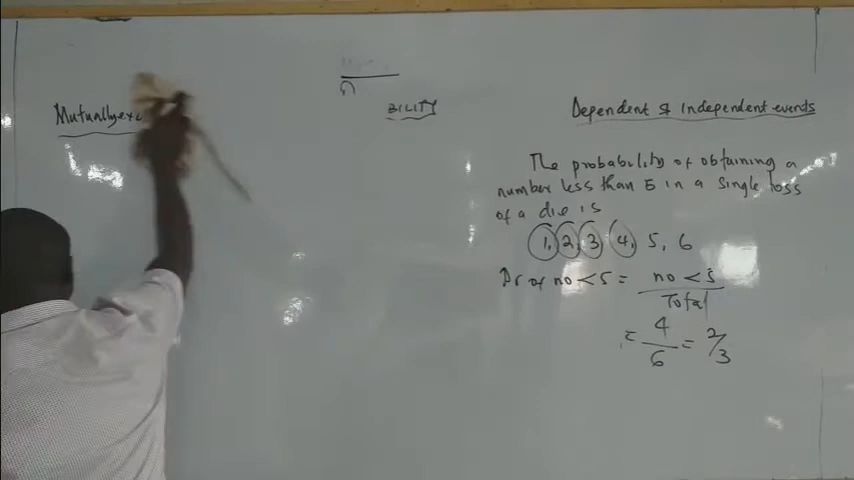 n
BILITY
Mutually exc
Dependent & Independent events
The probability of obtaining a
number less than 5 in a single toss
of a die is
1, 2, 3, 4, 5, 6
Pr of no < 5 = no < 5 / Total
= 4/6 = 2/3